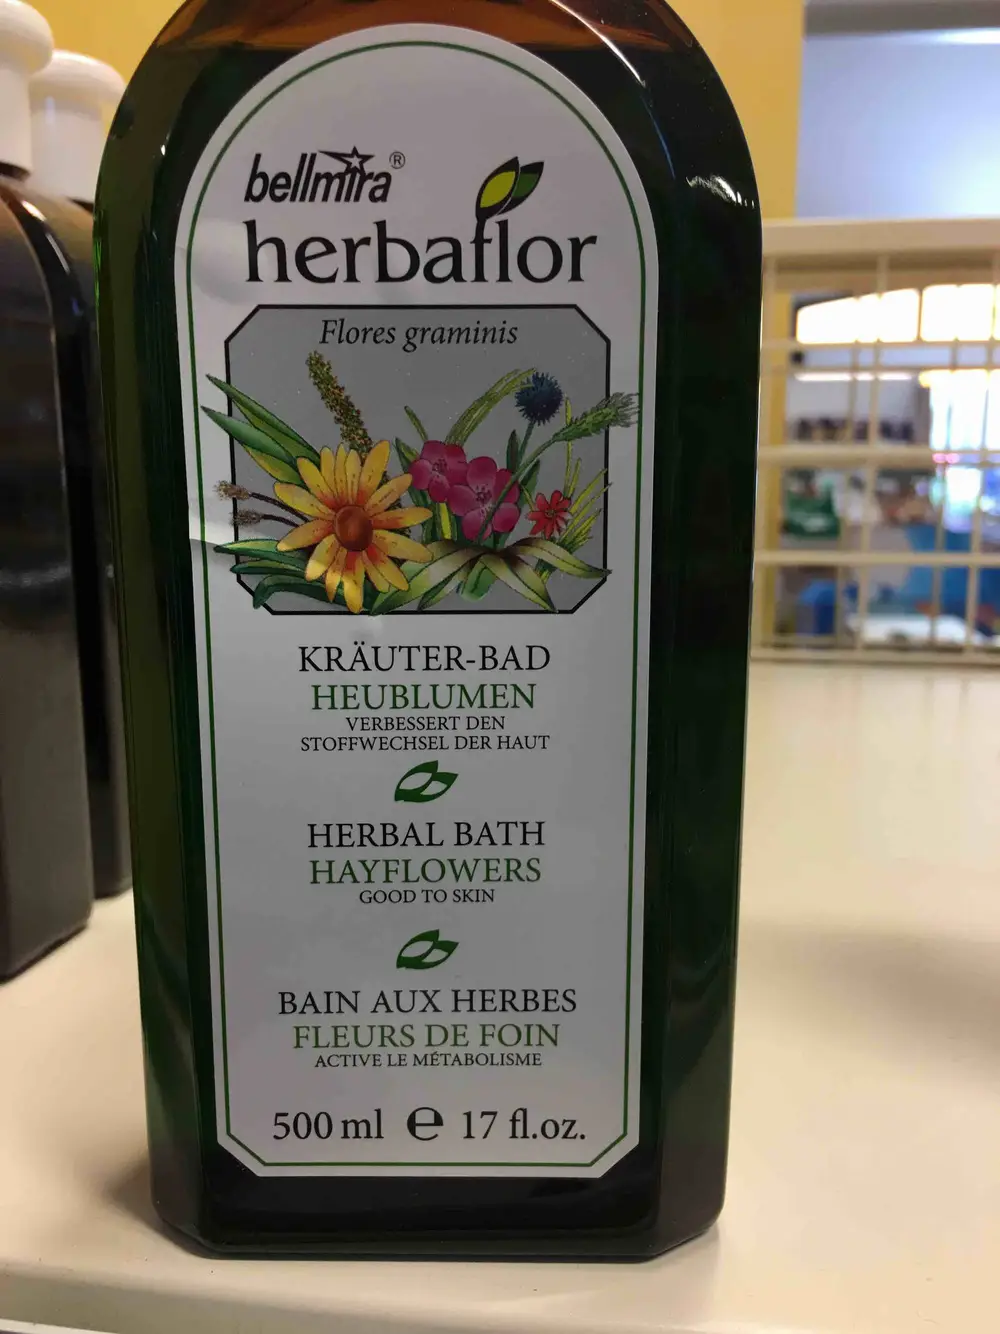 bellmira®
herbaflor
Flores graminis
KRÄUTER-BAD
HEUBLUMEN
VERBESSERT DEN
STOFFWECHSEL DER HAUT
HERBAL BATH
HAYFLOWERS
GOOD TO SKIN
BAIN AUX HERBES
FLEURS DE FOIN
ACTIVE LE MÉTABOLISME
500 ml ℮ 17 fl.oz.